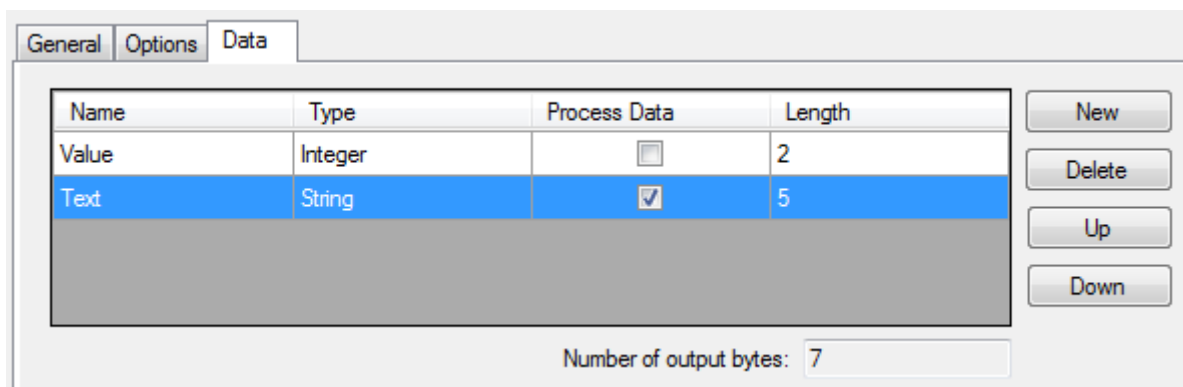 General Options Data
Name Type Process Data Length
New
Value Integer 2
Delete
Text String 5
Up
Down
Number of output bytes: 7